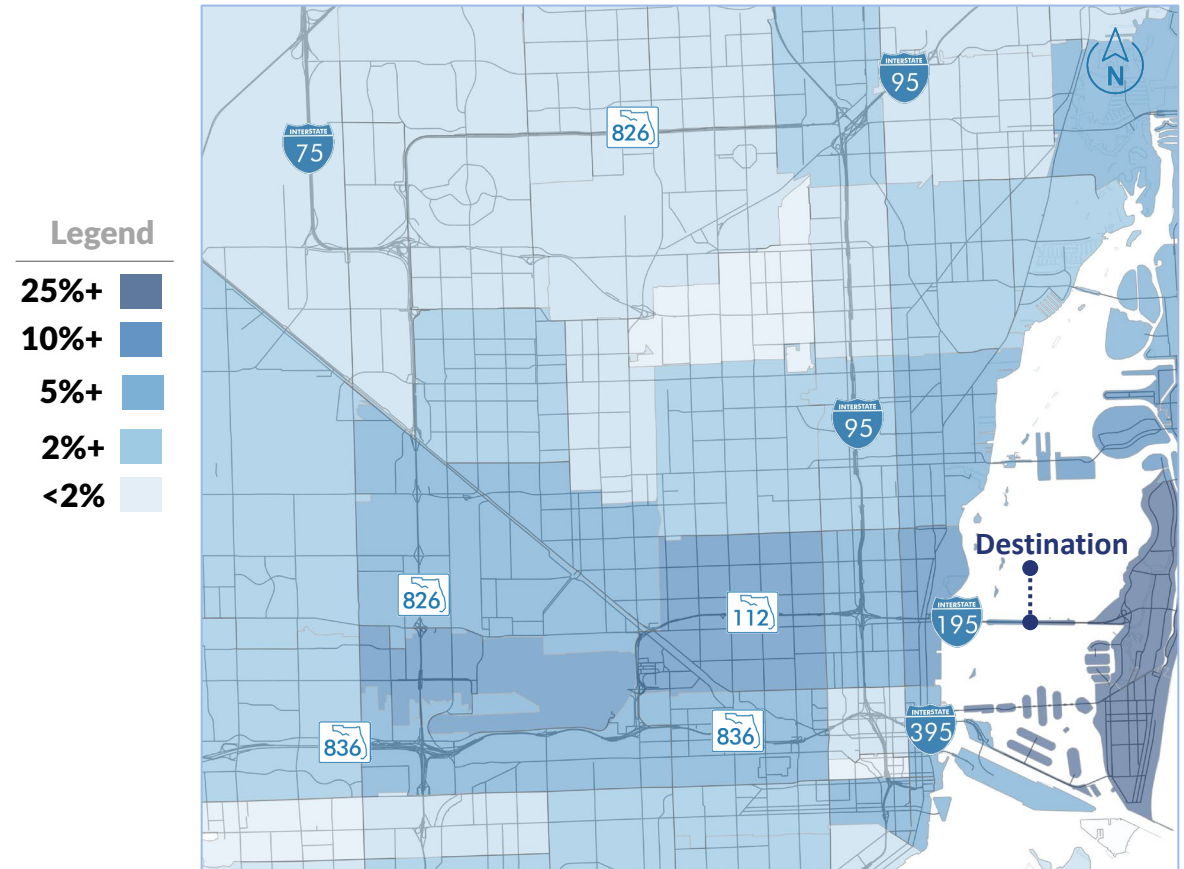 Legend
25%+
10%+
5%+
2%+
<2%
N
INTERSTATE
95
INTERSTATE
75
826
INTERSTATE
95
Destination
826
112
INTERSTATE
195
836
836
INTERSTATE
395